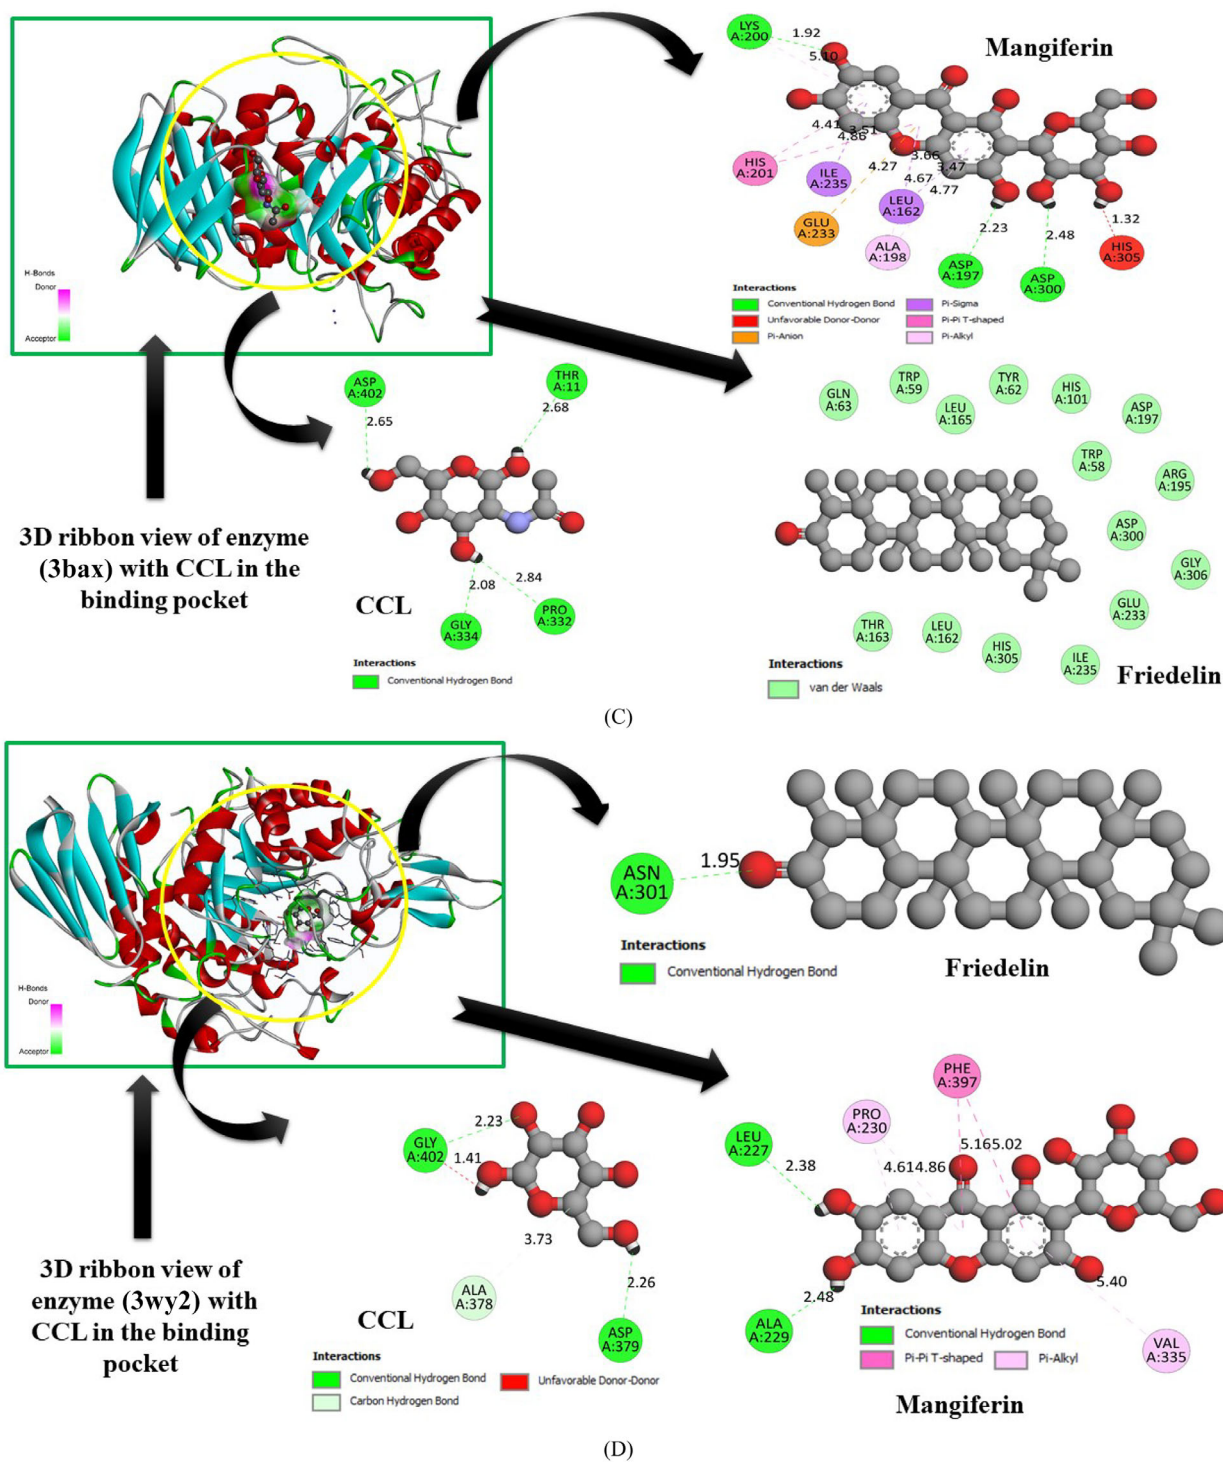 LYS
A:200
1.92
5.10
Mangiferin
4.41
3.51
4.86
HIS
A:201
ILE
A:235
4.27
3.66
3.47
4.67
4.77
GLU
A:233
LEU
A:162
ALA
A:198
2.23
ASP
A:197
2.48
ASP
A:300
1.32
HIS
A:305
H-Bonds
Donor
Acceptor
Interactions
Conventional Hydrogen Bond
Unfavorable Donor-Donor
Pi-Anion
Pi-Sigma
Pi-Pi T-shaped
Pi-Alkyl
3D ribbon view of enzyme
(3bax) with CCL in the
binding pocket
ASP
A:402
2.65
THR
A:11
2.68
2.08
2.84
GLY
A:334
PRO
A:332
CCL
Interactions
Conventional Hydrogen Bond
GLN
A:63
TRP
A:59
LEU
A:165
TYR
A:62
HIS
A:101
ASP
A:197
TRP
A:58
ARG
A:195
ASP
A:300
GLY
A:306
GLU
A:233
THR
A:163
LEU
A:162
HIS
A:305
ILE
A:235
Friedelin
Interactions
van der Waals
(C)
H-Bonds
Donor
Acceptor
ASN
A:301
1.95
Interactions
Conventional Hydrogen Bond
Friedelin
3D ribbon view of
enzyme (3wy2) with
CCL in the binding
pocket
GLY
A:402
2.23
1.41
3.73
ALA
A:378
2.26
ASP
A:379
CCL
Interactions
Conventional Hydrogen Bond
Carbon Hydrogen Bond
Unfavorable Donor-Donor
PHE
A:397
PRO
A:230
LEU
A:227
2.38
4.61
4.86
5.16
5.02
2.48
ALA
A:229
5.40
VAL
A:335
Interactions
Conventional Hydrogen Bond
Pi-Pi T-shaped
Pi-Alkyl
Mangiferin
(D)